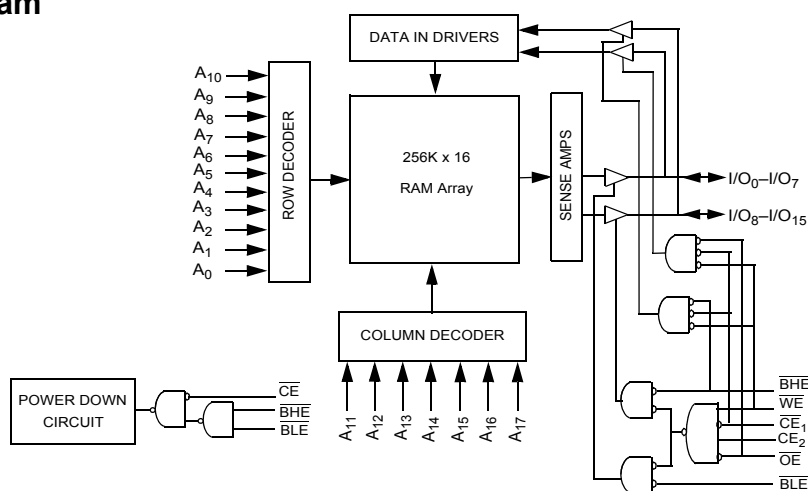 am
DATA IN DRIVERS
A10
A9
A8
A7
A6
A5
A4
A3
A2
A1
A0
ROW DECODER
256K x 16
RAM Array
SENSE AMPS
I/O0–I/O7
I/O8–I/O15
COLUMN DECODER
A11
A12
A13
A14
A15
A16
A17
POWER DOWN
CIRCUIT
CE
BHE
BLE
BHE
WE
CE1
CE2
OE
BLE